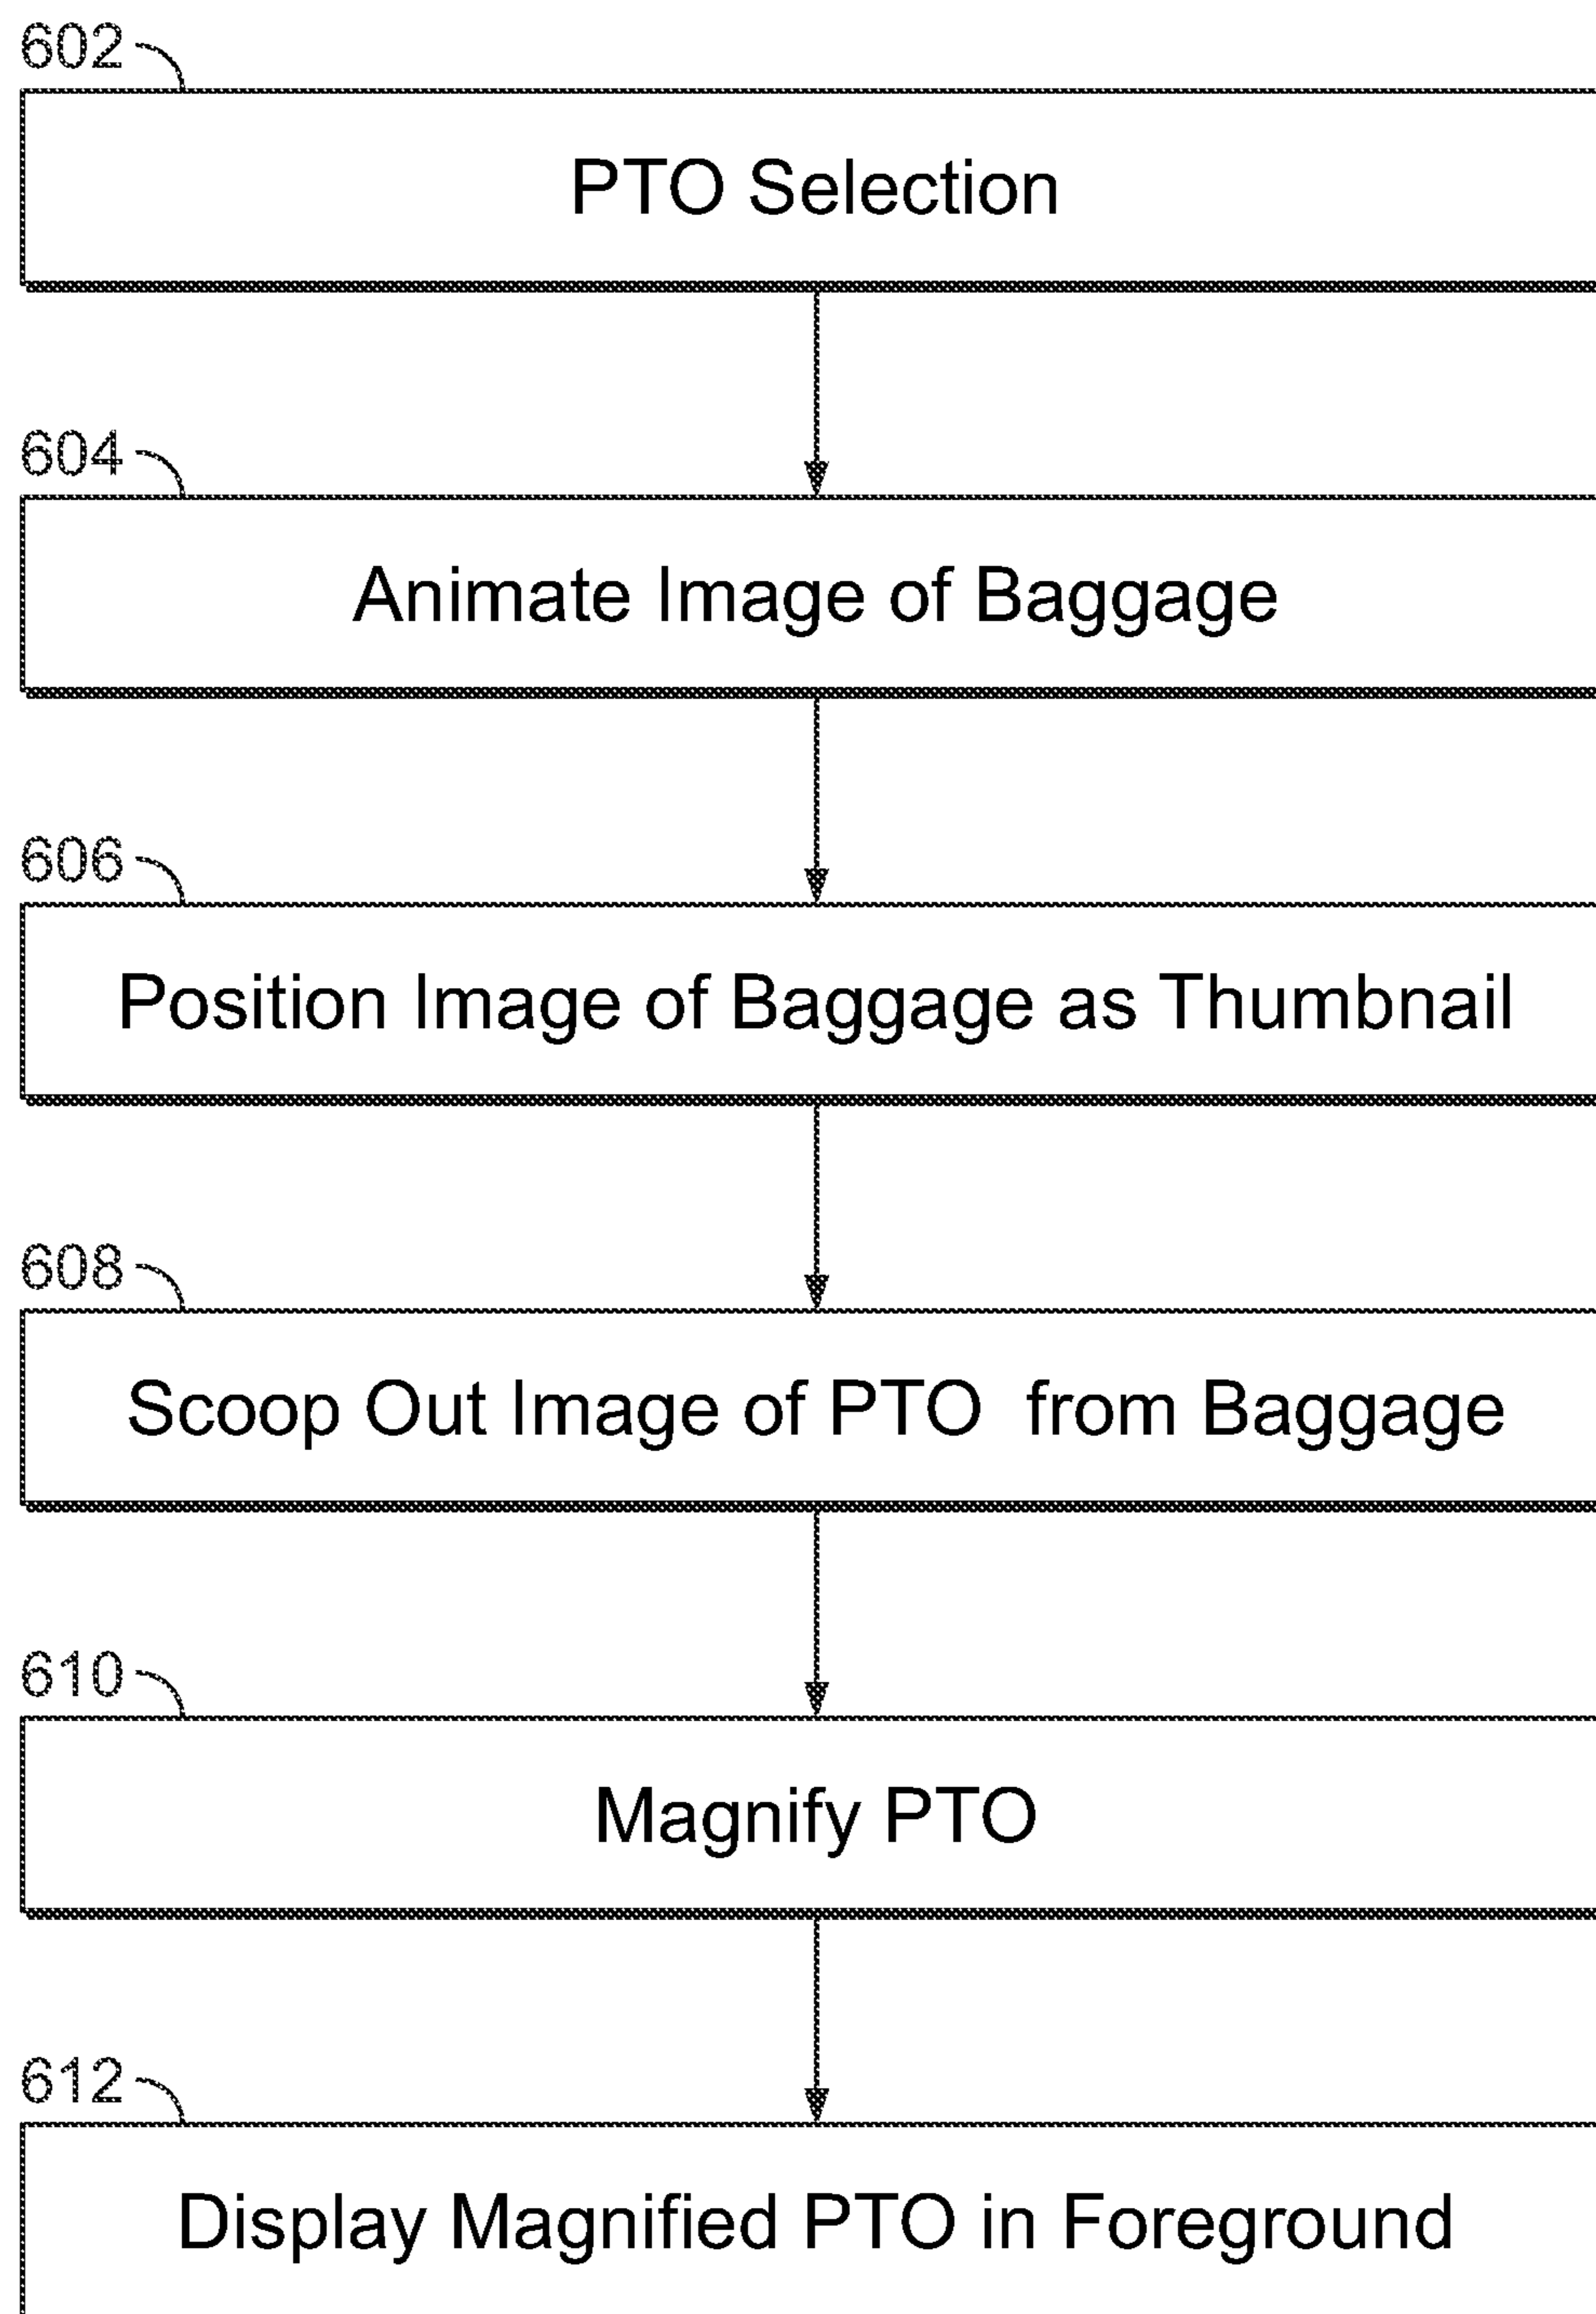 602
PTO Selection
604
Animate Image of Baggage
606
Position Image of Baggage as Thumbnail
608
Scoop Out Image of PTO  from Baggage
610
Magnify PTO
612
Display Magnified PTO in Foreground